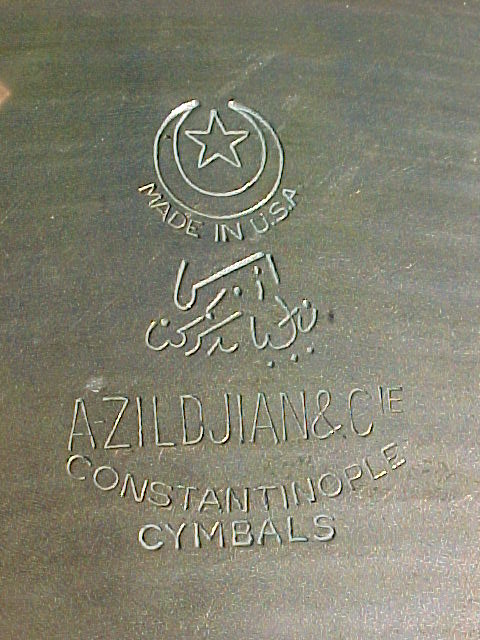 MADE IN U.S.A
A-ZILDJIAN & CIE
CONSTANTINOPLE
CYMBALS